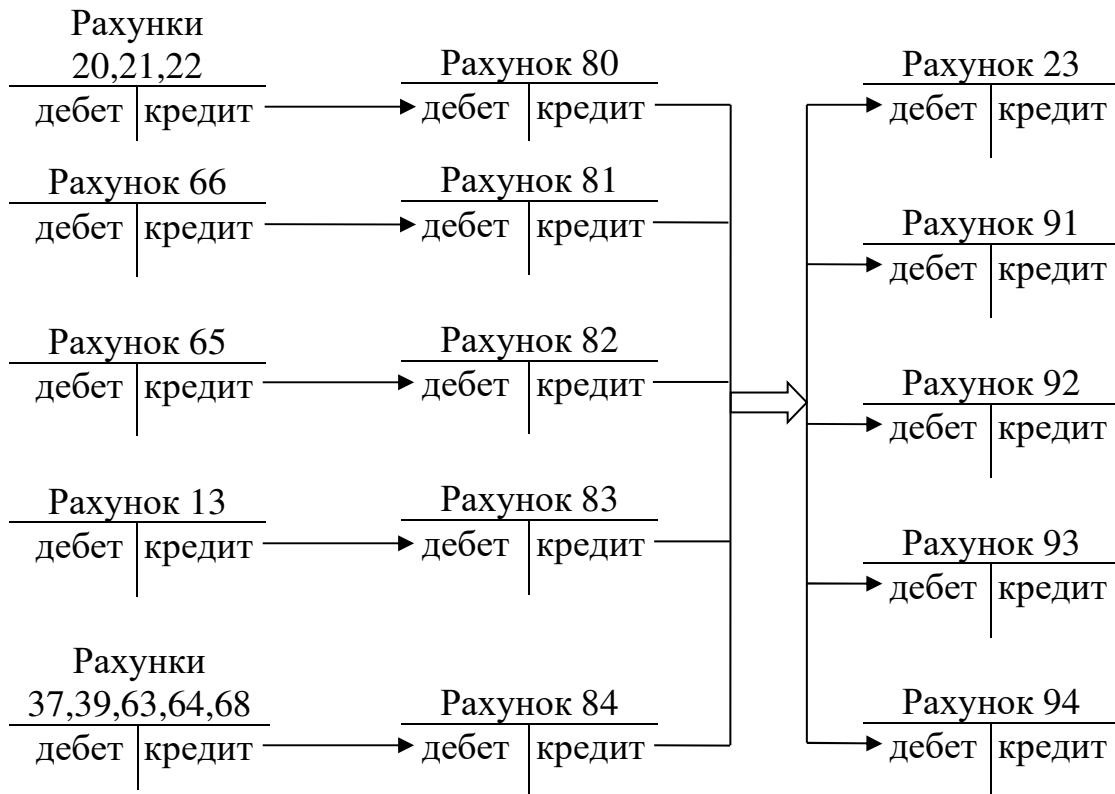 Рахунки
20,21,22
дебет кредит
Рахунок 80
дебет кредит
Рахунок 23
дебет кредит
Рахунок 66
дебет кредит
Рахунок 81
дебет кредит
Рахунок 91
дебет кредит
Рахунок 65
дебет кредит
Рахунок 82
дебет кредит
Рахунок 92
дебет кредит
Рахунок 13
дебет кредит
Рахунок 83
дебет кредит
Рахунок 93
дебет кредит
Рахунки
37,39,63,64,68
дебет кредит
Рахунок 84
дебет кредит
Рахунок 94
дебет кредит